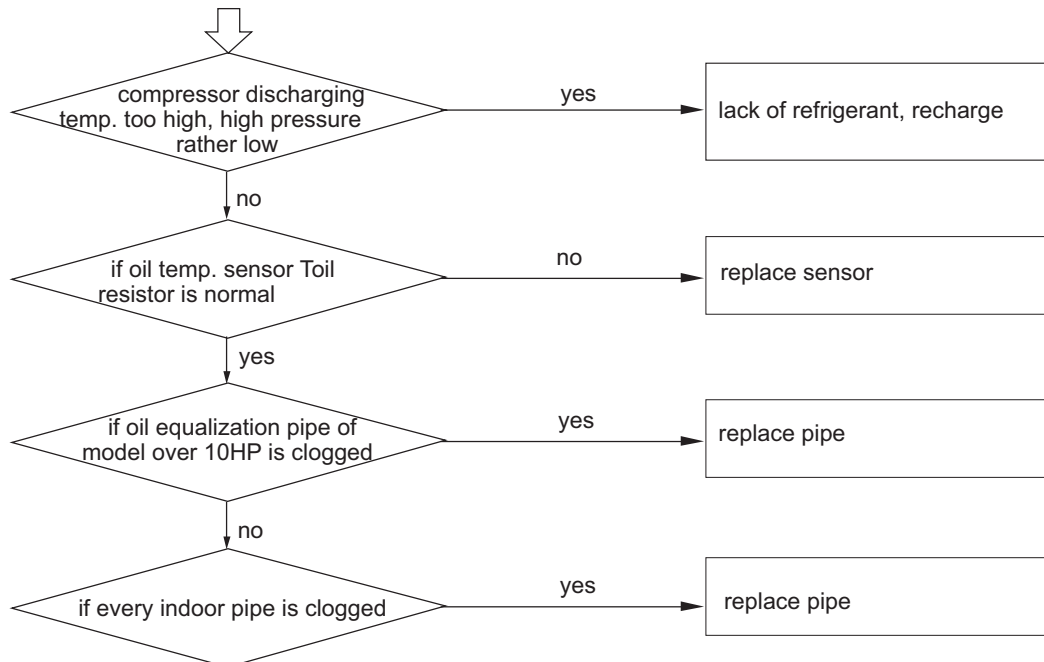 compressor discharging
temp. too high, high pressure
rather low
yes
lack of refrigerant, recharge
no
if oil temp. sensor Toil
resistor is normal
no
replace sensor
yes
if oil equalization pipe of
model over 10HP is clogged
yes
replace pipe
no
if every indoor pipe is clogged
yes
replace pipe